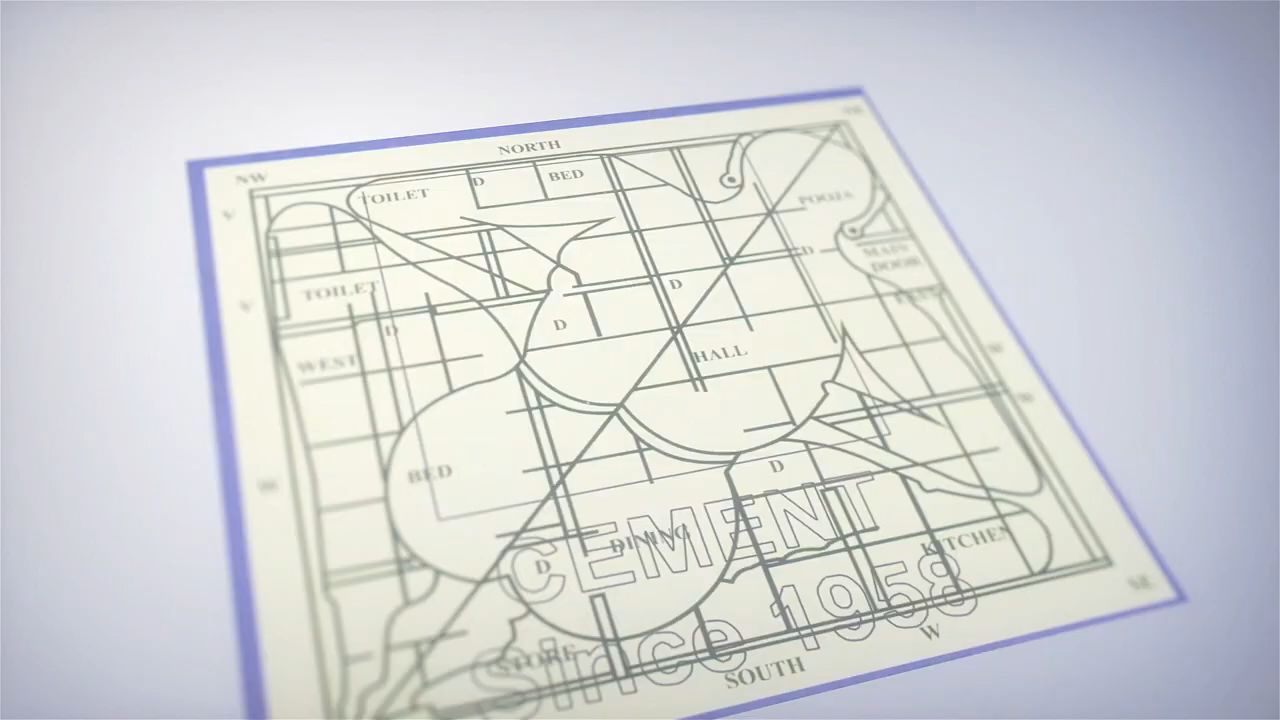 NORTH
NW
TOILET
D
BED
POOJA
D
MAIN
DOOR
TOILET
D
D
D
HALL
WEST
BED
D
CEMENT
DINING
D
KITCHEN
Since 1958
STORE
W
SOUTH